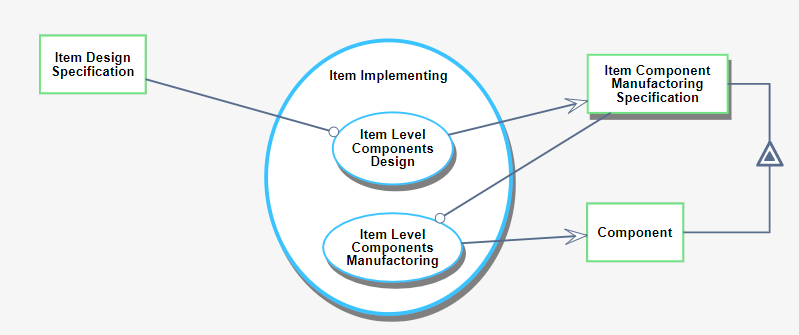 Item Design
Specification
Item Implementing
Item Component
Manufactoring
Specification
Item Level
Components
Design
Item Level
Components
Manufactoring
Component